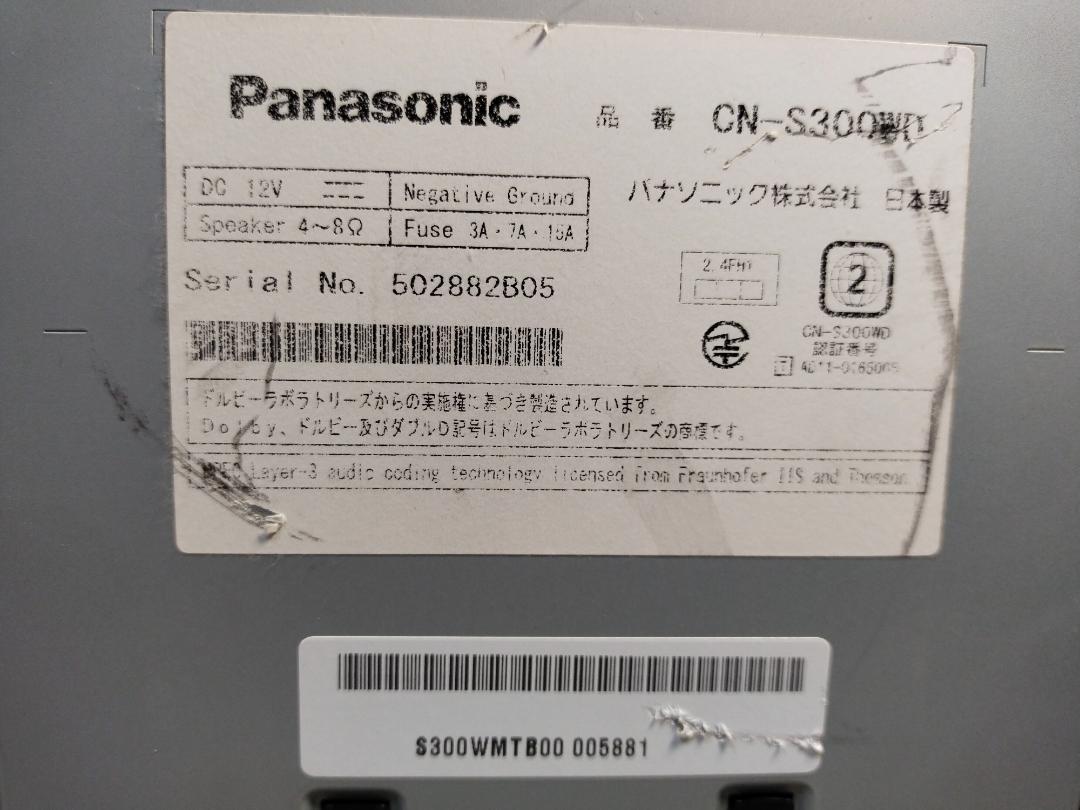 Panasonic
品番 CN-S300WD
DC 12V
Negative Ground
Speaker 4~8Ω
Fuse 3A・7A・15A
パナソニック株式会社 日本製
Serial No. 502882B05
2.4FH1
2
CN-S300WD
認証番号
ドルビーラボラトリーズからの実施権に基づき製造されています。
Dolby、ドルビー及びダブルD記号はドルビーラボラトリーズの商標です。
MPEG Layer-3 audio coding technology licensed from Fraunhofer IIS and Thomson.
S300WMTB00 005881